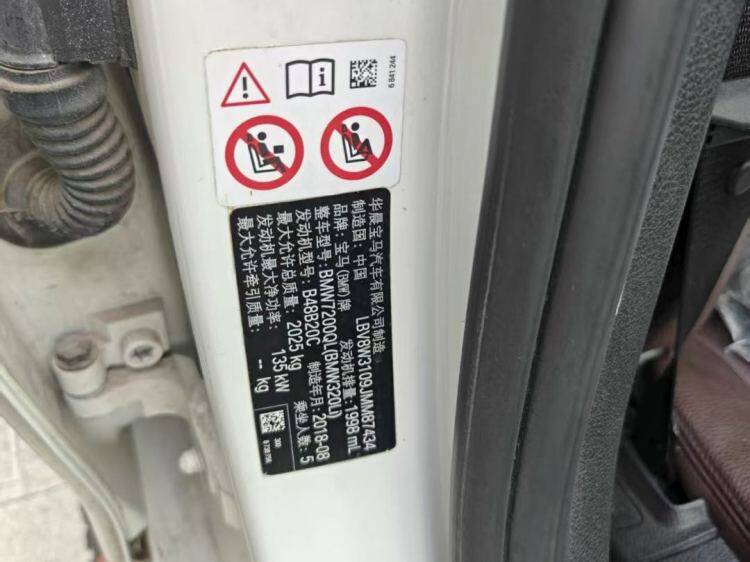 6 841 244
华晨宝马汽车有限公司制造
制造国: 中国 LBV8W3109JMM87434
品牌: 宝马(BMW)牌 发动机排量: 1998 mL
整车型号: BMW7200QL(BMW320Li)
发动机型号: B48B20C 制造年月: 2018-08
最大允许总质量: 2025 kg 乘坐人数: 5
发动机最大净功率: 135 kW
最大允许牵引质量: -- kg